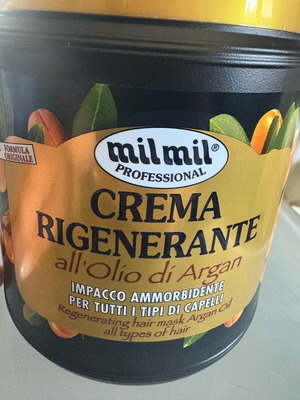 FORMULA
ORIGINALE
milmil®
PROFESSIONAL
CREMA
RIGENERANTE
all'Olio di Argan
IMPACCO AMMORBIDENTE
PER TUTTI I TIPI DI CAPELLI
Regenerating hair mask Argan Oil
all types of hair